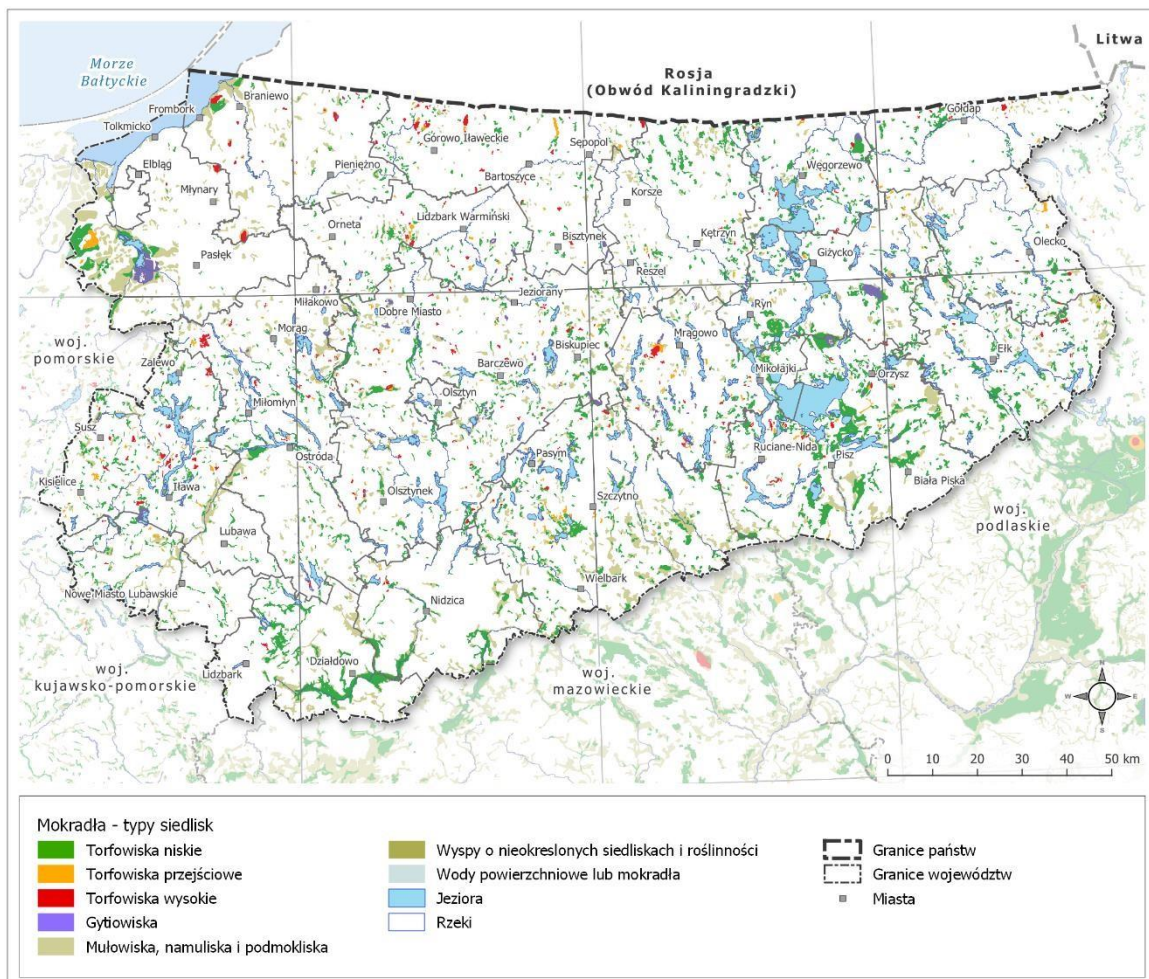 Litwa
Morze
Bałtyckie
Rosja
(Obwód Kaliningradzki)
Braniewo
Frombork
Gołdap
Tolkmicko
Górowo Iławeckie
Sępopol
Elbląg
Pieniężno
Węgorzewo
Bartoszyce
Młynary
Korsze
Lidzbark Warmiński
Orneta
Olecko
Bisztynek
Kętrzyn
Pasłęk
Giżycko
Reszel
Miłakowo
Jeziorany
Dobre Miasto
Ryn
woj.
pomorskie
Morąg
Mrągowo
Biskupiec
Zalewo
Barczewo
Ełk
Mikołajki
Orzysz
Olsztyn
Miłomłyn
Susz
Ostróda
Pasym
Ruciane-Nida
Pisz
Biała Piska
Kisielice
Iława
Olsztynek
Szczytno
woj.
podlaskie
Lubawa
Nowe Miasto Lubawskie
Wielbark
Nidzica
woj.
kujawsko-pomorskie
Lidzbark
Działdowo
woj.
mazowieckie
N
W E
S
0 10 20 30 40 50 km
Mokradła - typy siedlisk
Torfowiska niskie
Torfowiska przejściowe
Torfowiska wysokie
Gytiowiska
Mułowiska, namuliska i podmokliska
Wyspy o nieokreslonych siedliskach i roślinności
Wody powierzchniowe lub mokradła
Jeziora
Rzeki
Granice państw
Granice województw
Miasta